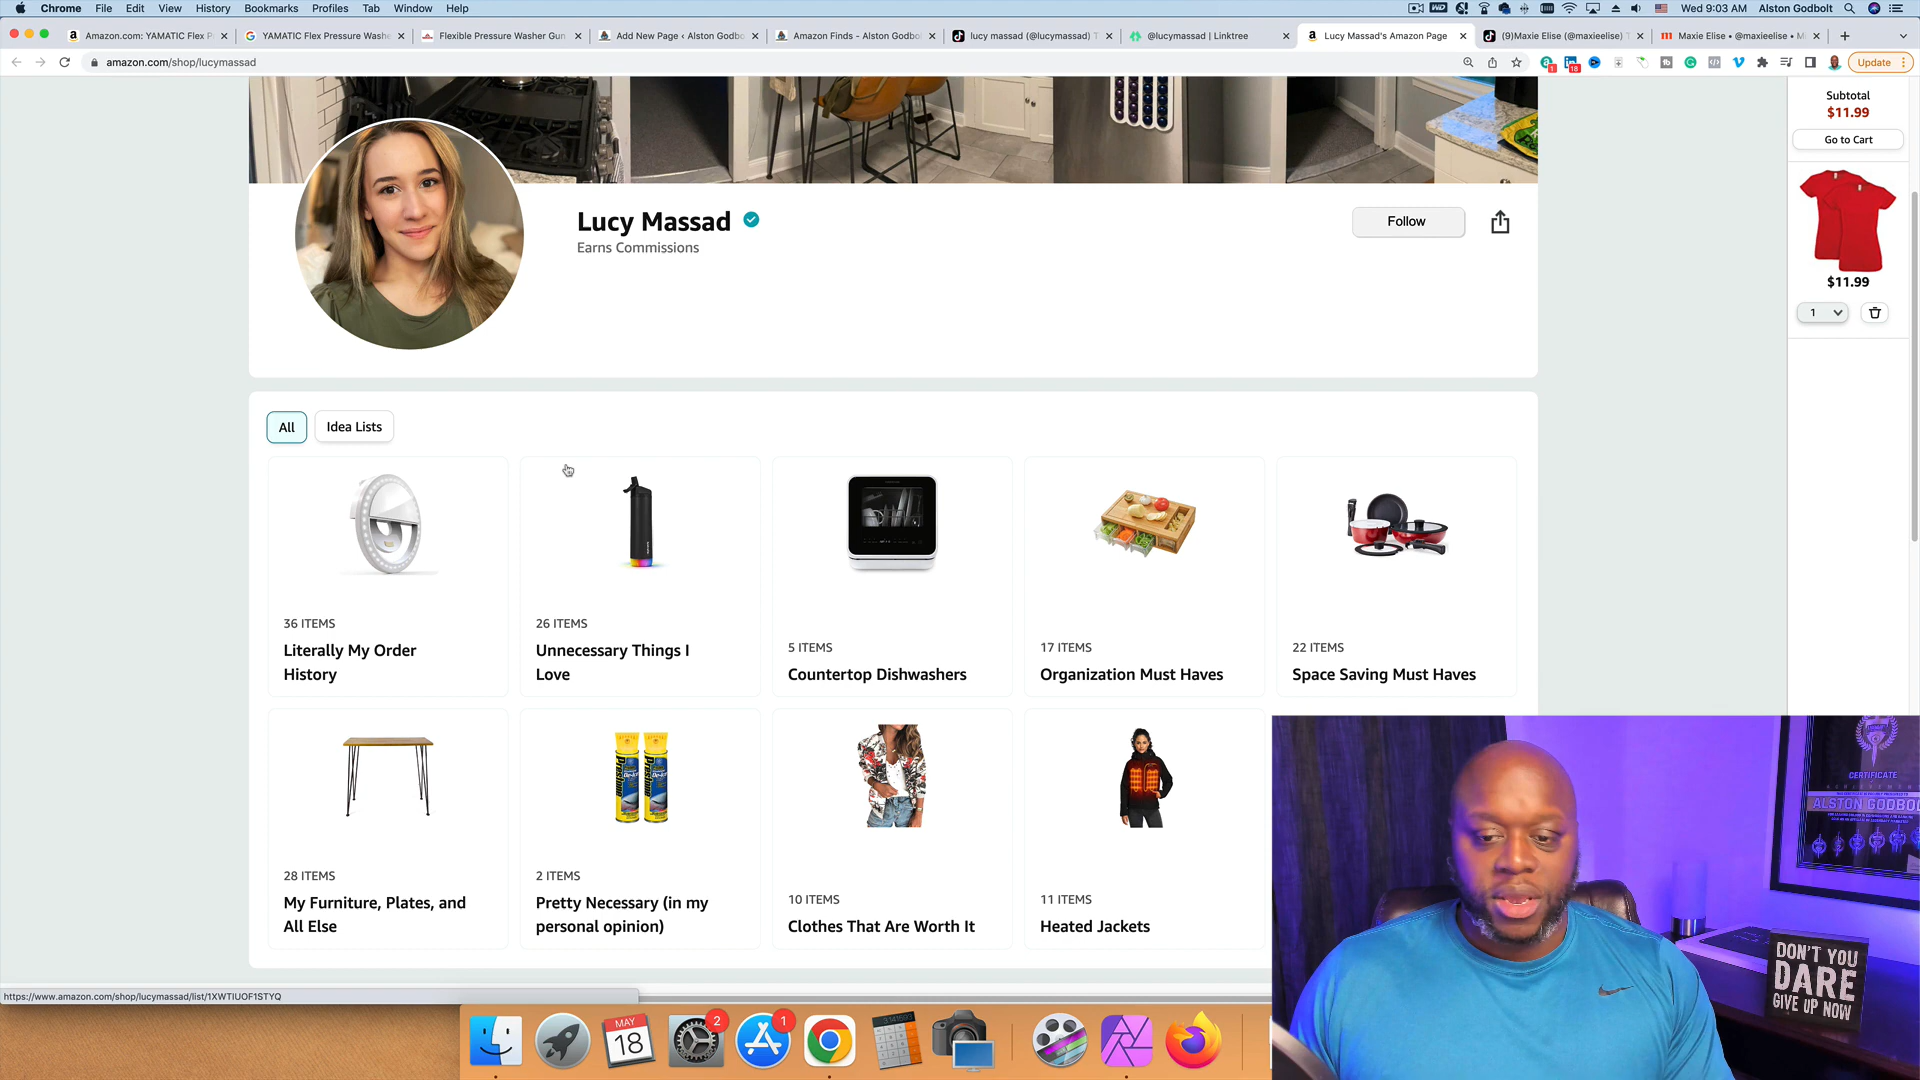 Chrome File Edit View History Bookmarks Profiles Tab Window Help
Wed 9:03 AM Alston Godbolt
Amazon.com: YAMATIC Flex P
YAMATIC Flex Pressure Washe
Flexible Pressure Washer Gun
Add New Page ‹ Alston Godbo
Amazon Finds - Alston Godbol
lucy massad (@lucymassad) T
@lucymassad | Linktree
Lucy Massad's Amazon Page
(9)Maxie Elise (@maxieelise) T
Maxie Elise • @maxieelise • M
amazon.com/shop/lucymassad
1
18
Update
Subtotal
$11.99
Go to Cart
$11.99
1
Lucy Massad
Earns Commissions
Follow
All
Idea Lists
36 ITEMS
Literally My Order
History
26 ITEMS
Unnecessary Things I
Love
5 ITEMS
Countertop Dishwashers
17 ITEMS
Organization Must Haves
22 ITEMS
Space Saving Must Haves
28 ITEMS
My Furniture, Plates, and
All Else
Prestone
2 ITEMS
Pretty Necessary (in my
personal opinion)
10 ITEMS
Clothes That Are Worth It
11 ITEMS
Heated Jackets
CERTIFICATE
ALSTON GODBO
DON'T YOU
DARE
GIVE UP NOW
https://www.amazon.com/shop/lucymassad/list/1XWTIUOF1STYQ
MAY
18
2
1